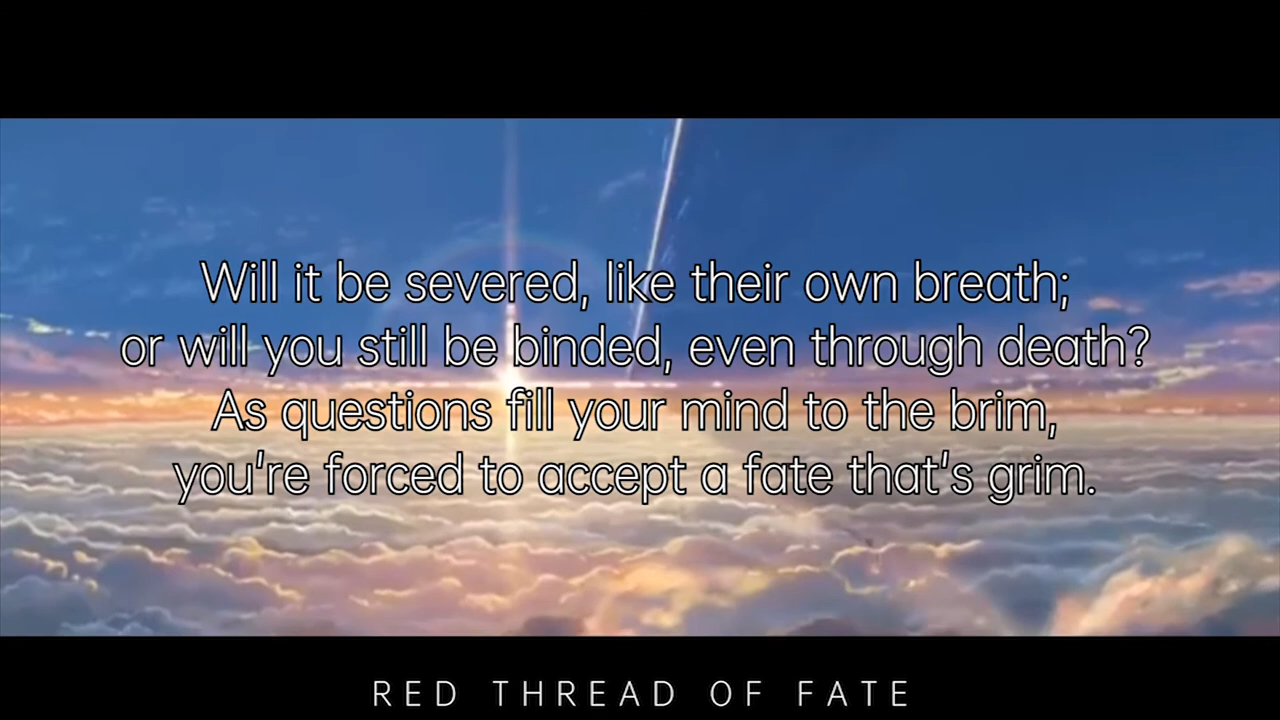 Will it be severed, like their own breath;
or will you still be binded, even through death?
As questions fill your mind to the brim,
you're forced to accept a fate that's grim.
RED THREAD OF FATE